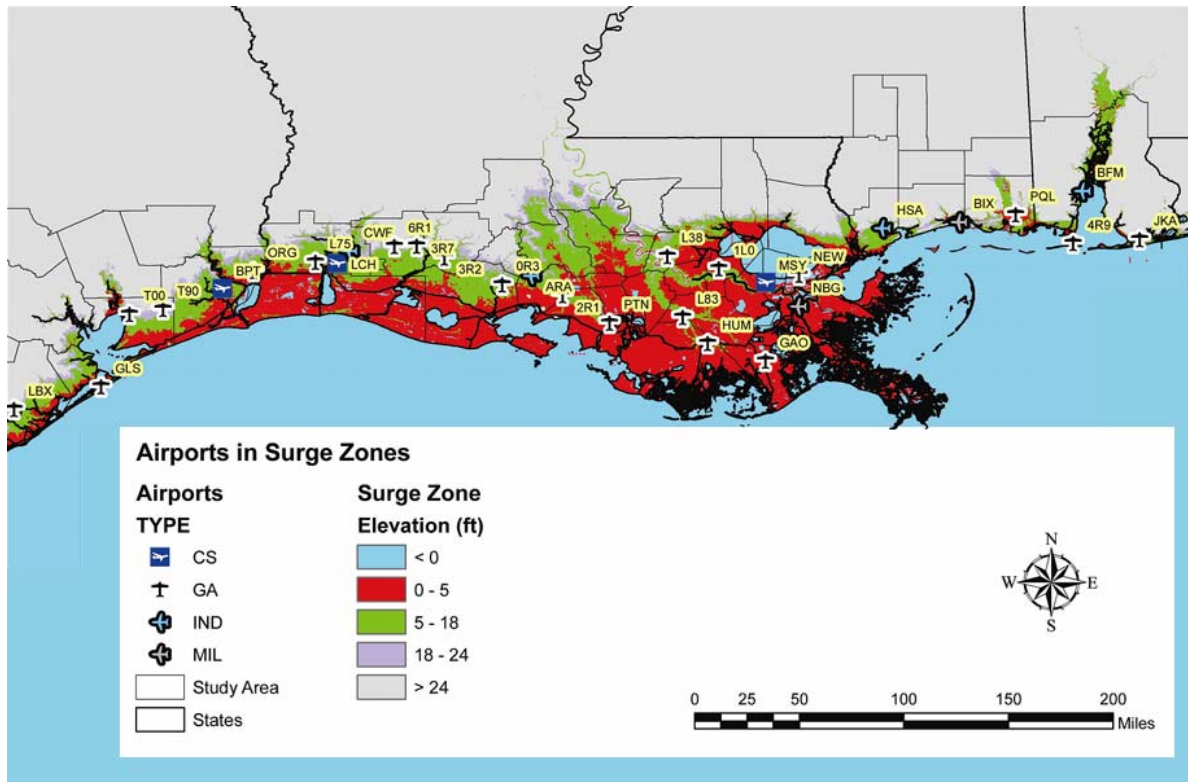 BFM
BIX
PQL
HSA
4R9
JKA
6R1
CWF
L75
ORG
3R7
L38
1L0
LCH
3R2
0R3
MSY
NEW
BPT
T90
T00
ARA
NBG
2R1
PTN
L83
HUM
GAO
GLS
LBX
Airports in Surge Zones
Airports
Surge Zone
TYPE
Elevation (ft)
CS
< 0
GA
0 - 5
IND
5 - 18
MIL
18 - 24
Study Area
> 24
States
N
W
E
S
0
25
50
100
150
200
Miles